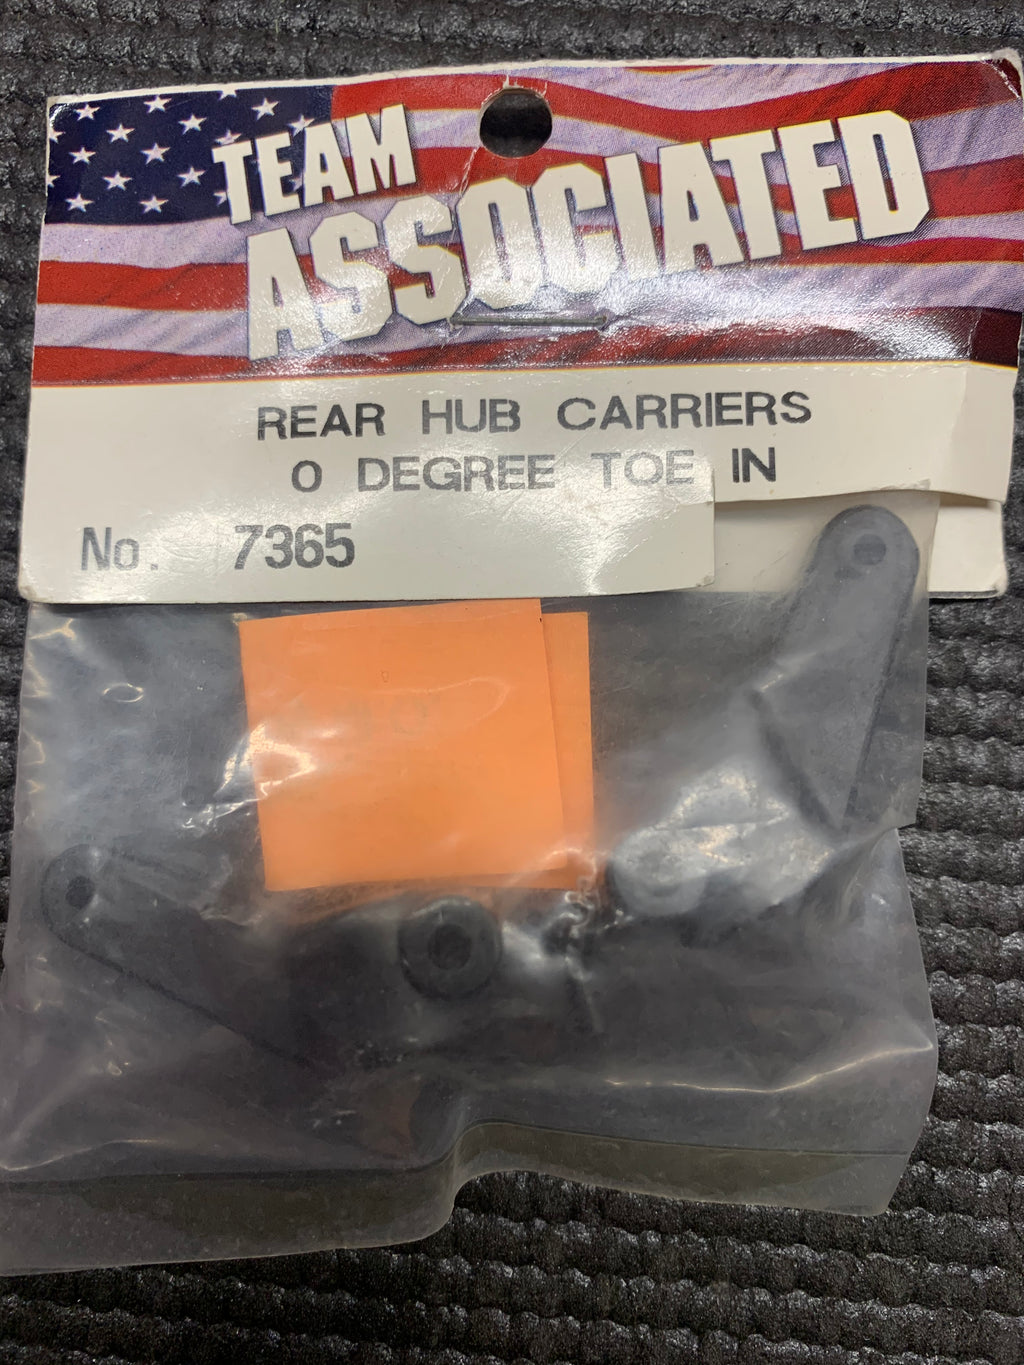 TEAM
ASSOCIATED
REAR HUB CARRIERS
0 DEGREE TOE IN
No. 7365